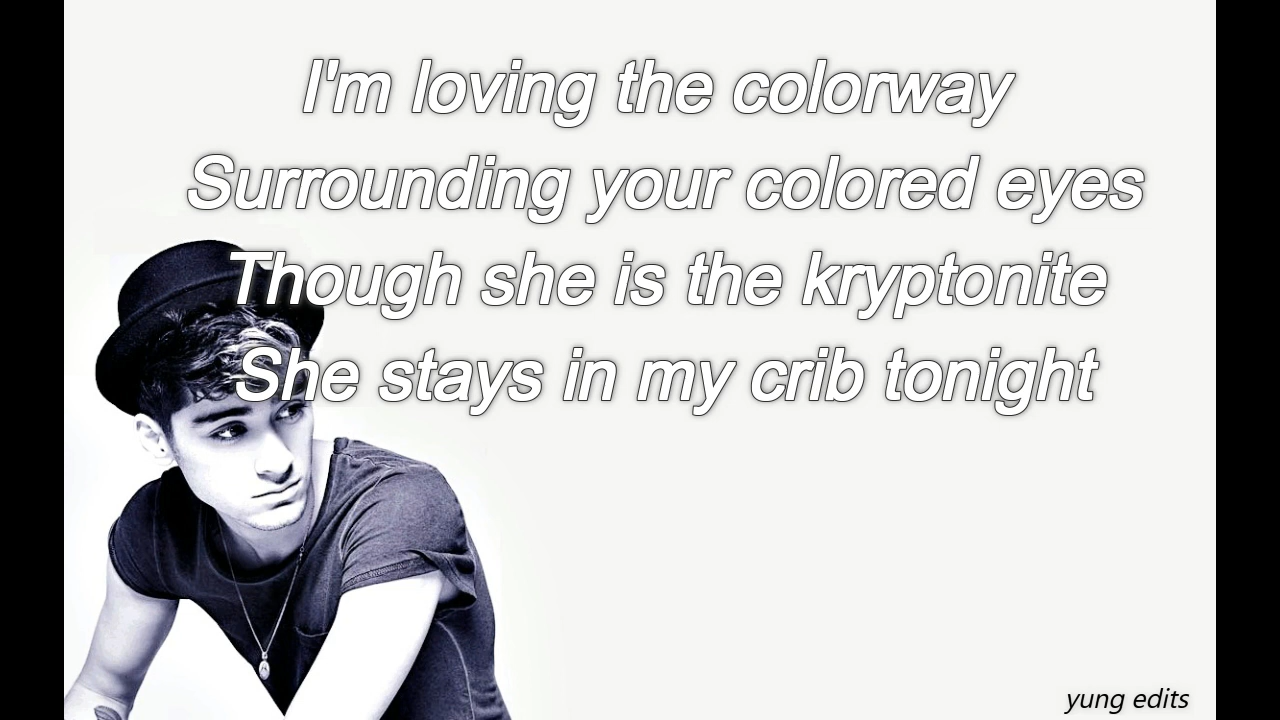 I'm loving the colorway
Surrounding your colored eyes
Though she is the kryptonite
She stays in my crib tonight
yung edits